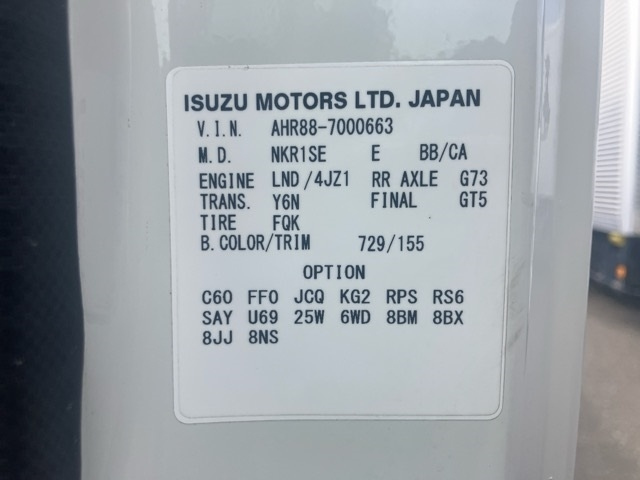 ISUZU MOTORS LTD. JAPAN
V.I.N. AHR88-7000663
M.D. NKR1SE E BB/CA
ENGINE LND/4JZ1 RR AXLE G73
TRANS. Y6N FINAL GT5
TIRE FQK
B.COLOR/TRIM 729/155
OPTION
C60 FF0 JCQ KG2 RPS RS6
SAY U69 25W 6WD 8BM 8BX
8JJ 8NS